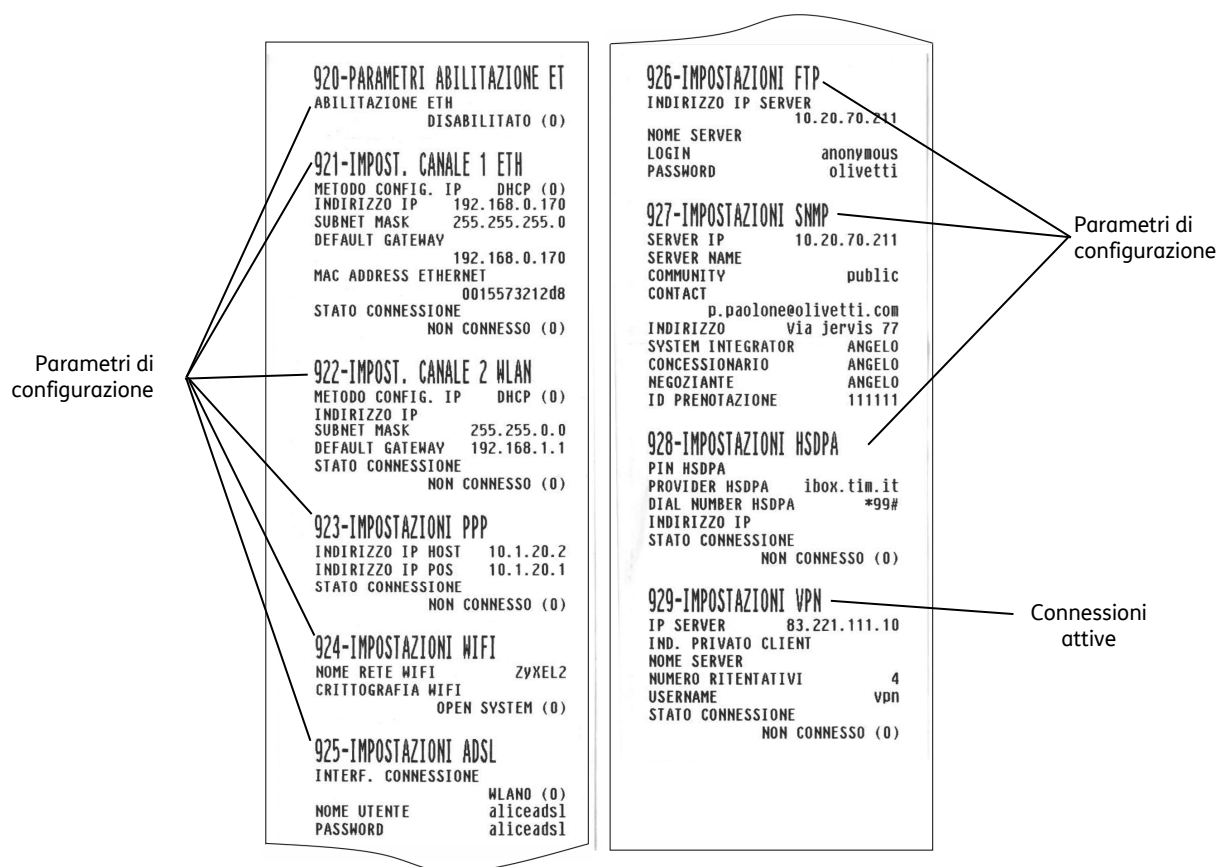 920-PARAMETRI ABILITAZIONE ET
ABILITAZIONE ETH
DISABILITATO (0)
921-IMPOST. CANALE 1 ETH
METODO CONFIG. IP DHCP (0)
INDIRIZZO IP 192.168.0.170
SUBNET MASK 255.255.255.0
DEFAULT GATEWAY
192.168.0.170
MAC ADDRESS ETHERNET
0015573212d8
STATO CONNESSIONE
NON CONNESSO (0)
Parametri di
configurazione
922-IMPOST. CANALE 2 WLAN
METODO CONFIG. IP DHCP (0)
INDIRIZZO IP
SUBNET MASK 255.255.0.0
DEFAULT GATEWAY 192.168.1.1
STATO CONNESSIONE
NON CONNESSO (0)
923-IMPOSTAZIONI PPP
INDIRIZZO IP HOST 10.1.20.2
INDIRIZZO IP POS 10.1.20.1
STATO CONNESSIONE
NON CONNESSO (0)
924-IMPOSTAZIONI WIFI
NOME RETE WIFI ZyXEL2
CRITTOGRAFIA WIFI
OPEN SYSTEM (0)
925-IMPOSTAZIONI ADSL
INTERF. CONNESSIONE
WLAN0 (0)
NOME UTENTE aliceadsl
PASSWORD aliceadsl
926-IMPOSTAZIONI FTP
INDIRIZZO IP SERVER
10.20.70.211
NOME SERVER
LOGIN anonymous
PASSWORD olivetti
927-IMPOSTAZIONI SNMP
SERVER IP 10.20.70.211
SERVER NAME
COMMUNITY public
CONTACT
p.paolone@olivetti.com
INDIRIZZO Via jervis 77
SYSTEM INTEGRATOR ANGELO
CONCESSIONARIO ANGELO
NEGOZIANTE ANGELO
ID PRENOTAZIONE 111111
Parametri di
configurazione
928-IMPOSTAZIONI HSDPA
PIN HSDPA
PROVIDER HSDPA ibox.tim.it
DIAL NUMBER HSDPA *99#
INDIRIZZO IP
STATO CONNESSIONE
NON CONNESSO (0)
929-IMPOSTAZIONI VPN
IP SERVER 83.221.111.10
IND. PRIVATO CLIENT
NOME SERVER
NUMERO RITENTATIVI 4
USERNAME vpn
STATO CONNESSIONE
NON CONNESSO (0)
Connessioni
attive